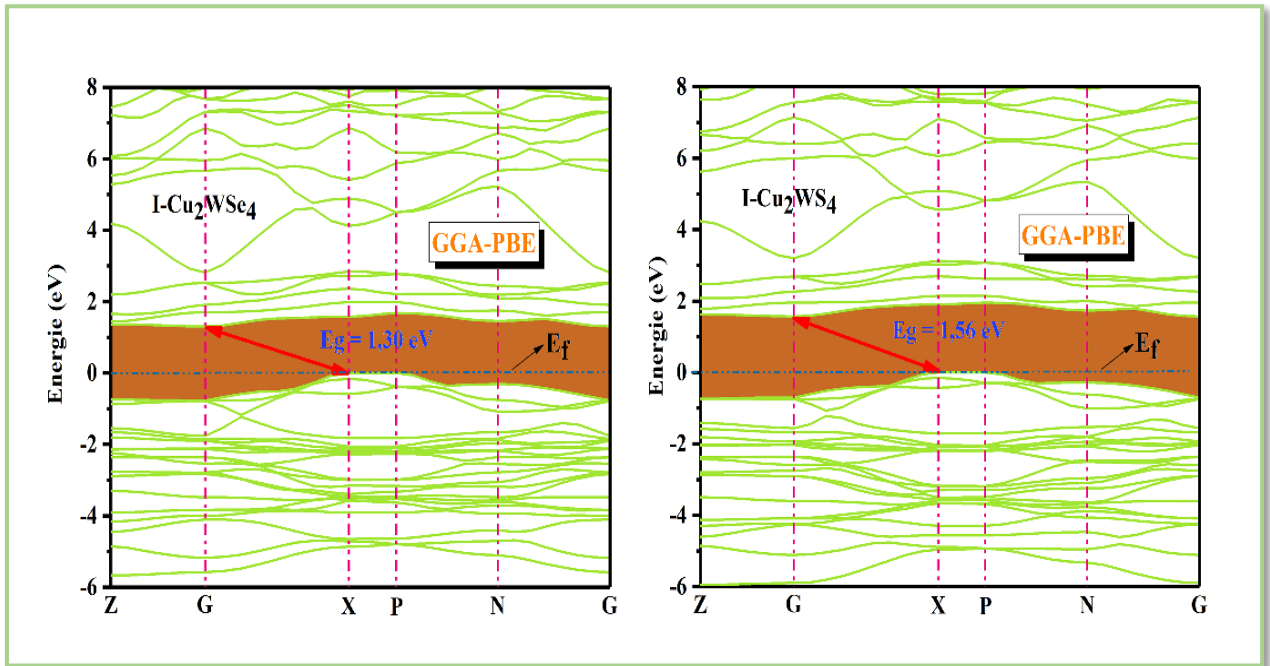 8
6
4
2
0
-2
-4
-6
Energie (eV)
I-Cu2WSe4
GGA-PBE
Eg = 1,30 eV
Ef
Z G X P N G
8
6
4
2
0
-2
-4
-6
Energie (eV)
I-Cu2WS4
GGA-PBE
Eg = 1,56 eV
Ef
Z G X P N G